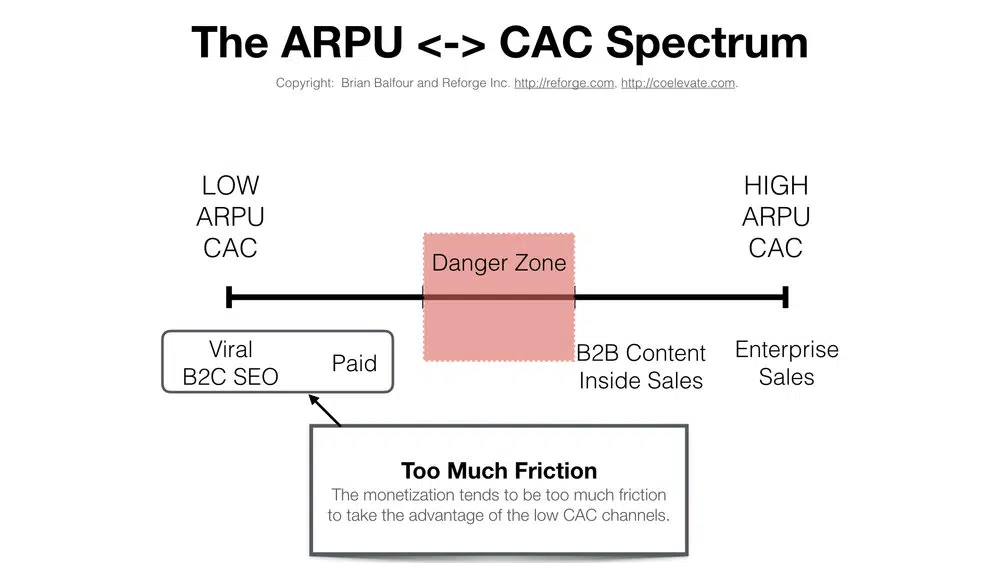 The ARPU <-> CAC Spectrum
Copyright: Brian Balfour and Reforge Inc. http://reforge.com, http://coelevate.com.
LOW
ARPU
CAC
HIGH
ARPU
CAC
Danger Zone
Viral
B2C SEO
Paid
B2B Content
Inside Sales
Enterprise
Sales
Too Much Friction
The monetization tends to be too much friction
to take the advantage of the low CAC channels.